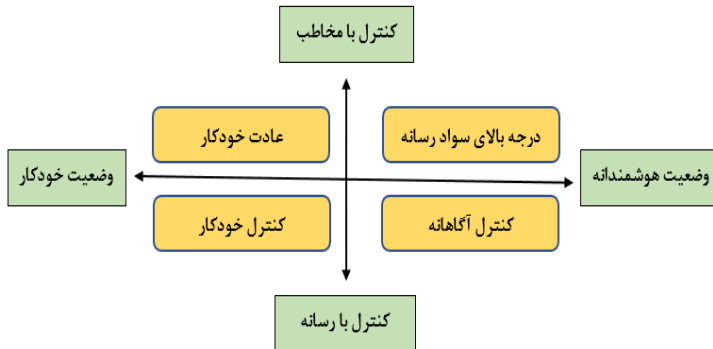 کنترل با مخاطب
درجه بالای سواد رسانه
عادت خودکار
وضعیت هوشمندانه
وضعیت خودکار
کنترل آگاهانه
کنترل خودکار
کنترل با رسانه